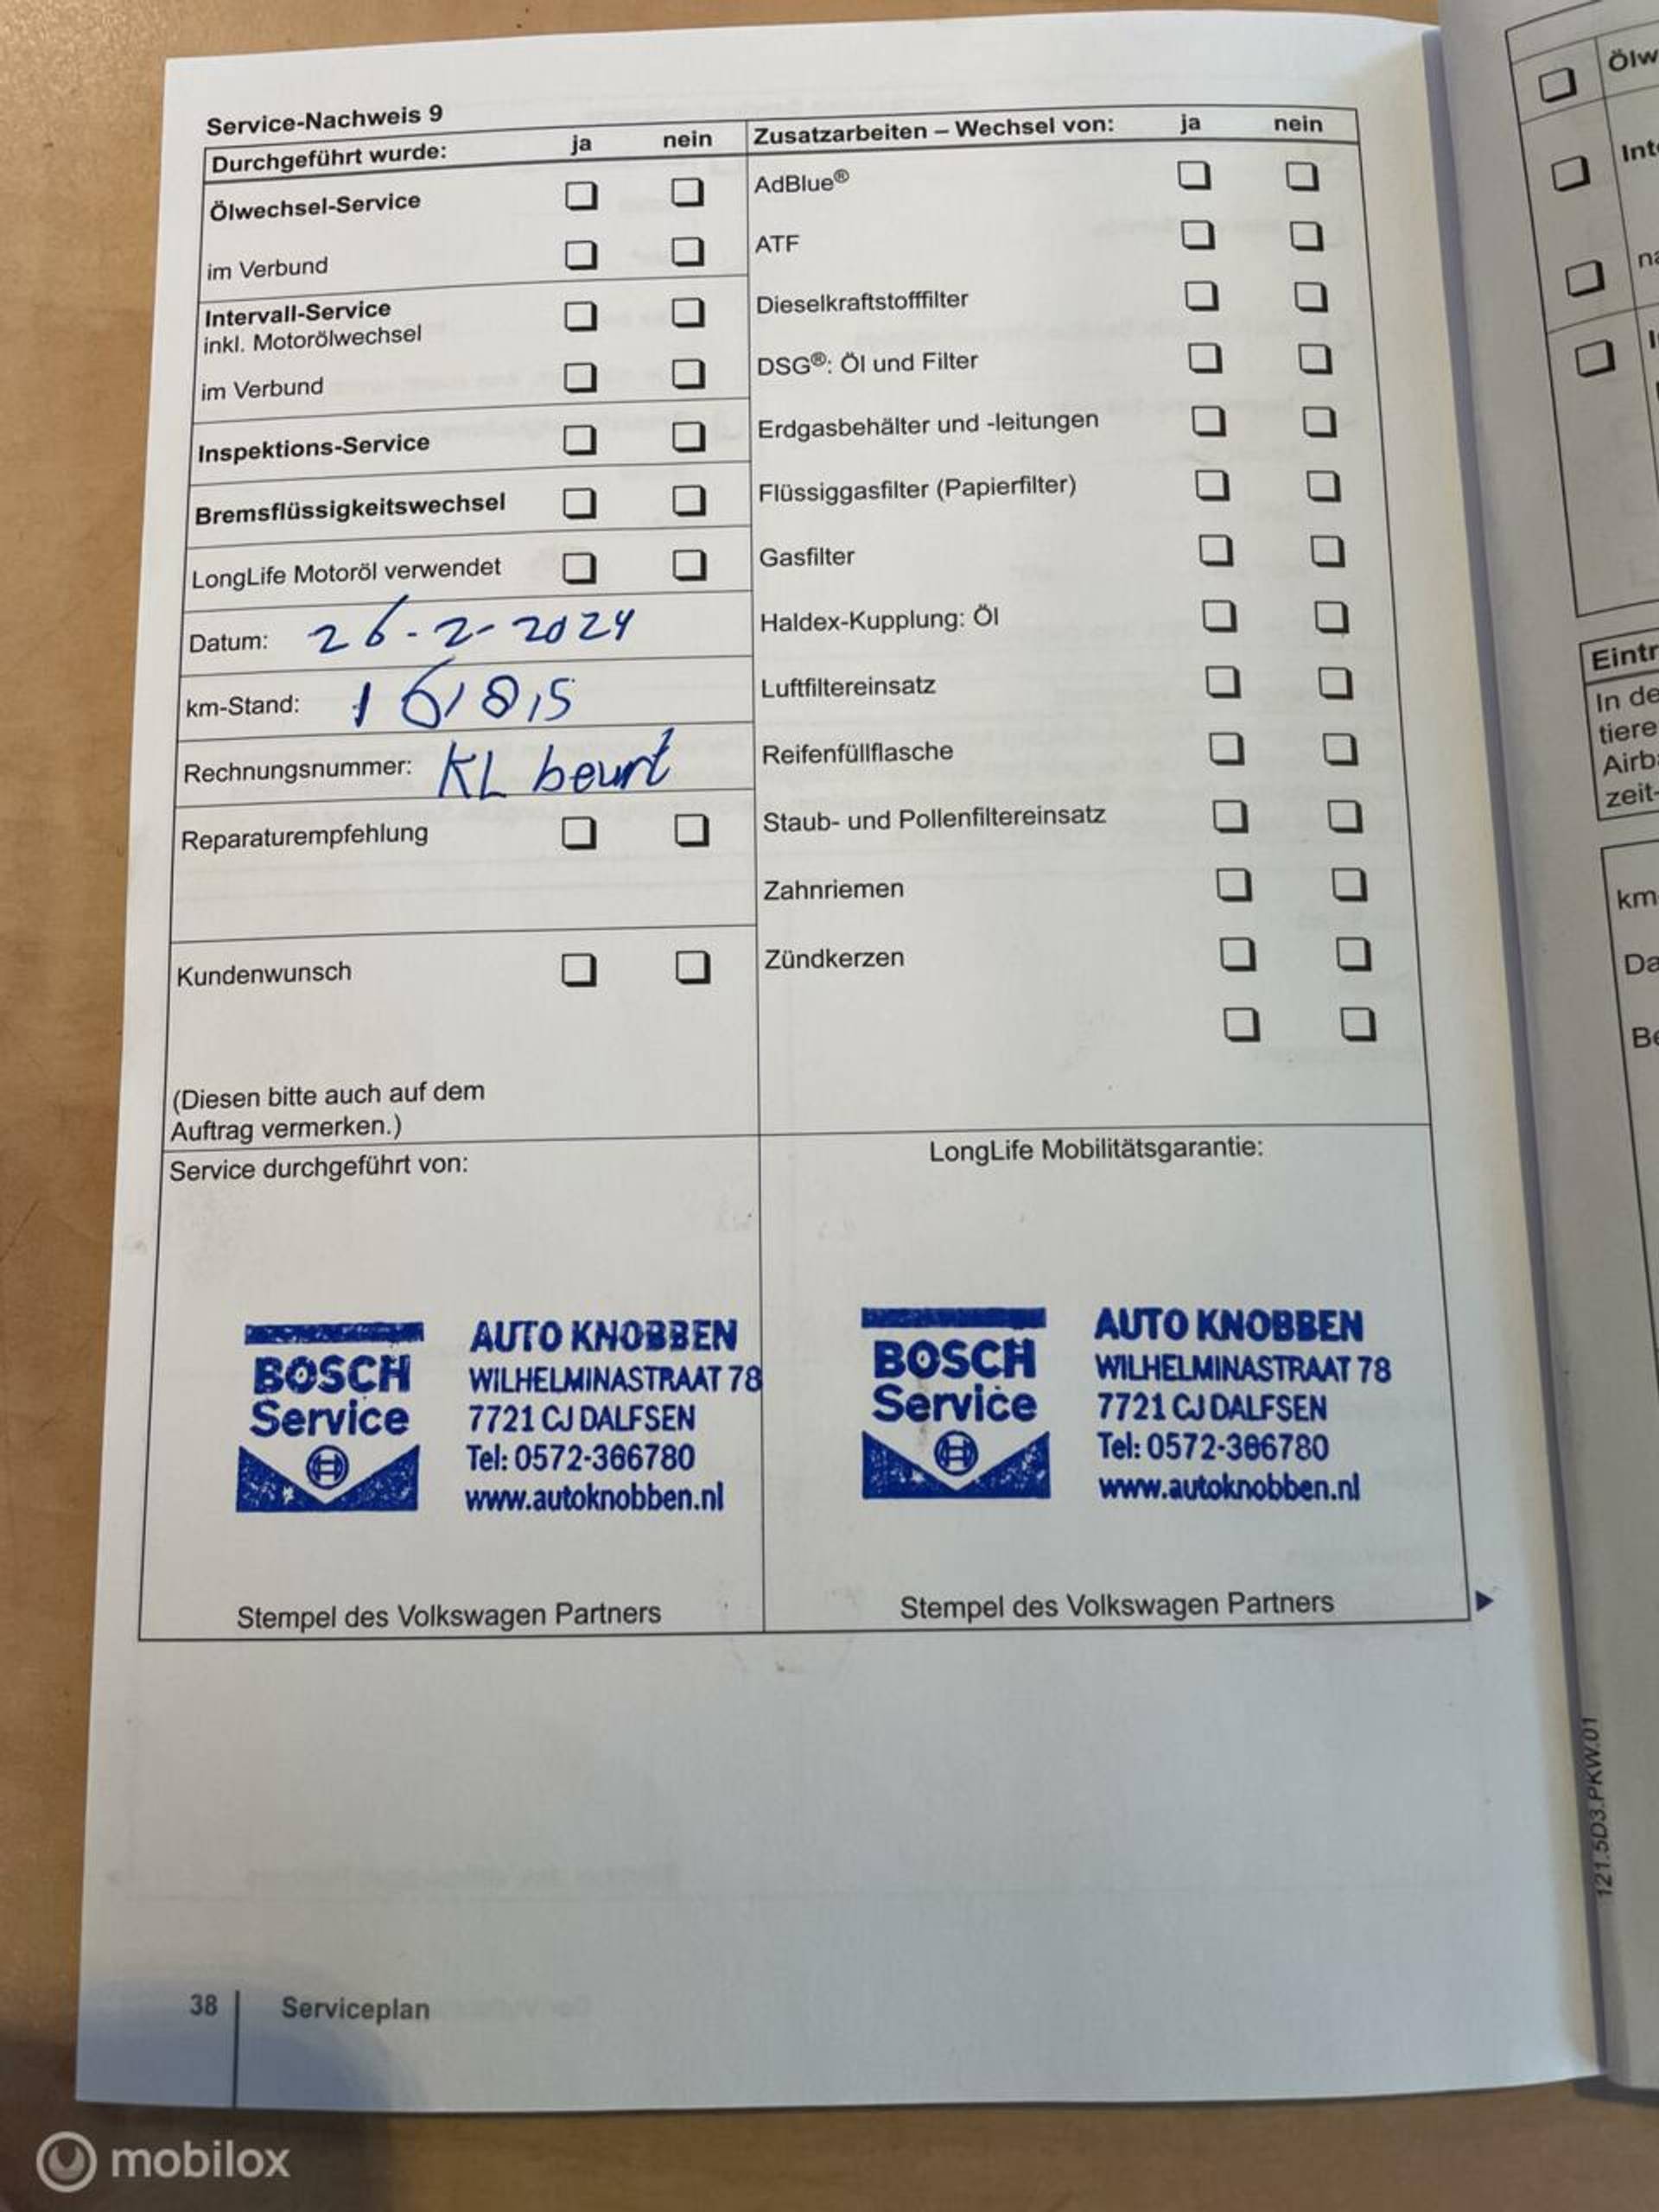 Service-Nachweis 9
Durchgeführt wurde: ja nein
Ölwechsel-Service
im Verbund
Intervall-Service
inkl. Motorölwechsel
im Verbund
Inspektions-Service
Bremsflüssigkeitswechsel
LongLife Motoröl verwendet
Datum: 26-2-2024
km-Stand:
Rechnungsnummer: KL beurt
Reparaturempfehlung
Kundenwunsch
(Diesen bitte auch auf dem
Auftrag vermerken.)
Zusatzarbeiten – Wechsel von: ja nein
AdBlue®
ATF
Dieselkraftstofffilter
DSG®: Öl und Filter
Erdgasbehälter und -leitungen
Flüssiggasfilter (Papierfilter)
Gasfilter
Haldex-Kupplung: Öl
Luftfiltereinsatz
Reifenfüllflasche
Staub- und Pollenfiltereinsatz
Zahnriemen
Zündkerzen
Service durchgeführt von:
BOSCH
Service
AUTO KNOBBEN
WILHELMINASTRAAT 78
7721 CJ DALFSEN
Tel: 0572-366780
www.autoknobben.nl
Stempel des Volkswagen Partners
LongLife Mobilitätsgarantie:
BOSCH
Service
AUTO KNOBBEN
WILHELMINASTRAAT 78
7721 CJ DALFSEN
Tel: 0572-366780
www.autoknobben.nl
Stempel des Volkswagen Partners
38 Serviceplan
Ölw
Int
na
Eintr
In de
tiere
Airb
zeit-
km
Da
Be
121.5D3.PKW.01
mobilox